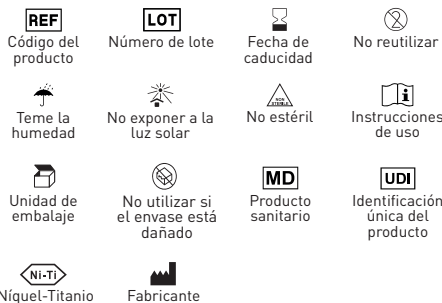 REF
LOT
Código del
producto
Número de lote
Fecha de
caducidad
No reutilizar
2
Teme la
humedad
No exponer a la
luz solar
NON
STERILE
No estéril
i
Instrucciones
de uso
Unidad de
embalaje
No utilizar si
el envase está
dañado
MD
Producto
sanitario
UDI
Identificación
única del
producto
Ni-Ti
Níquel-Titanio
Fabricante